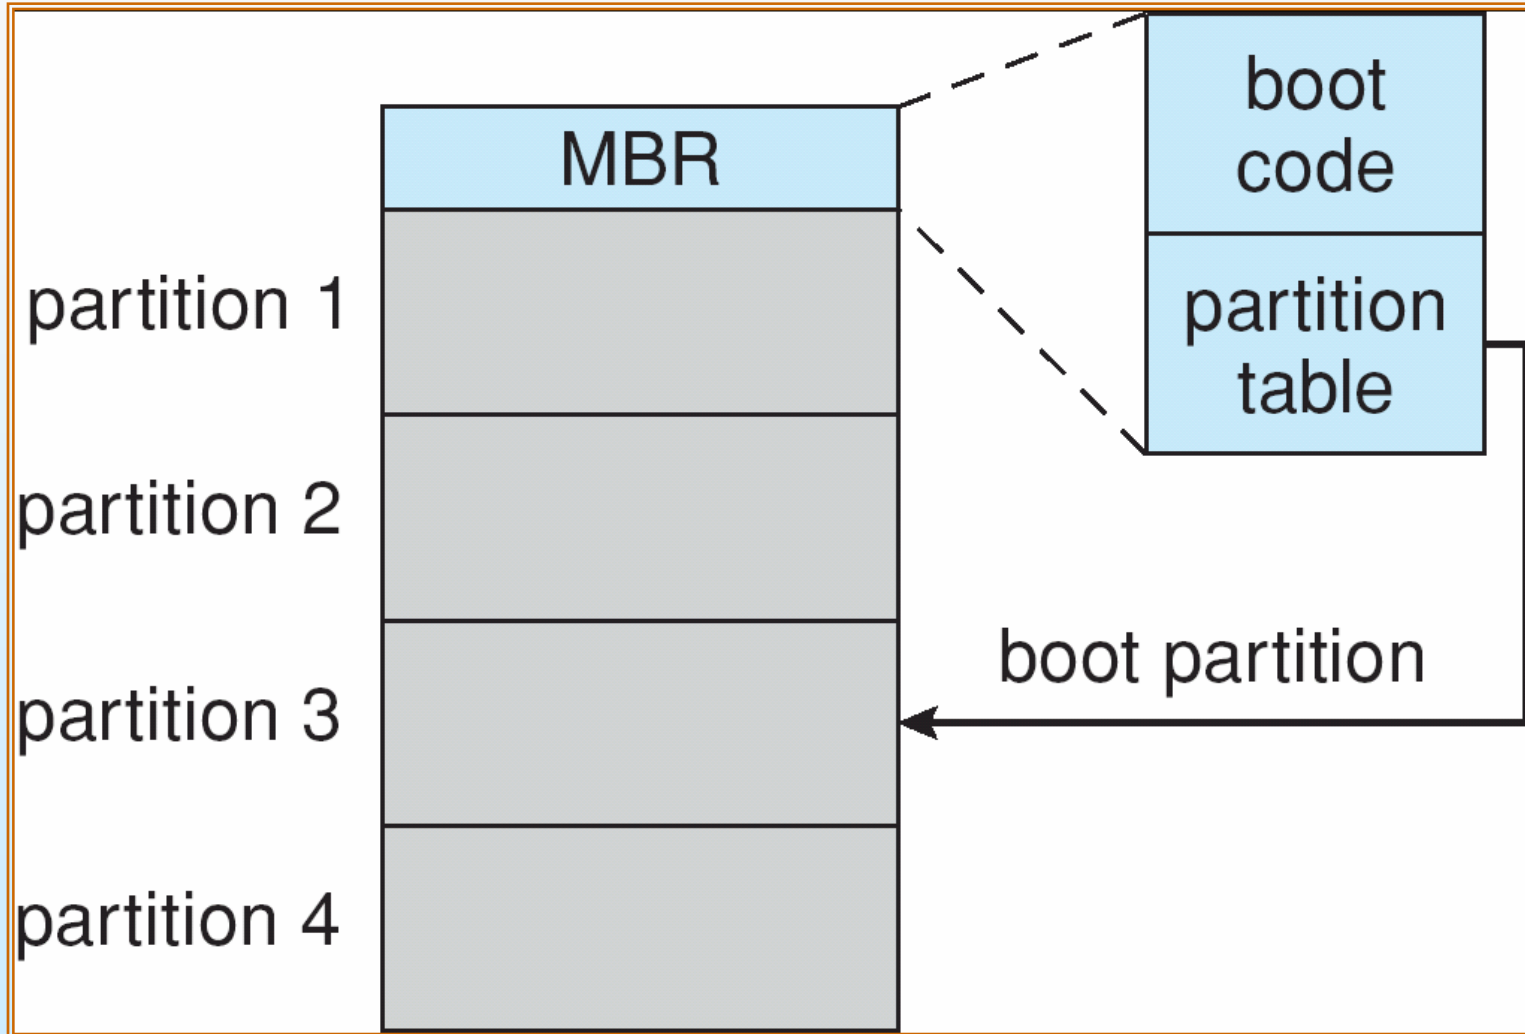 boot
code
MBR
partition
table
partition 1
partition 2
boot partition
partition 3
partition 4